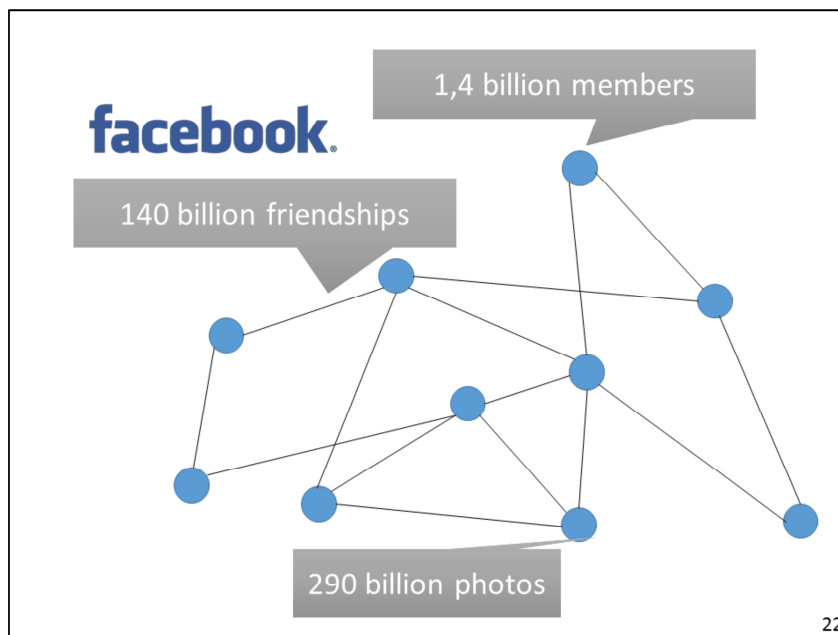 1,4 billion members
facebook.
140 billion friendships
290 billion photos
22